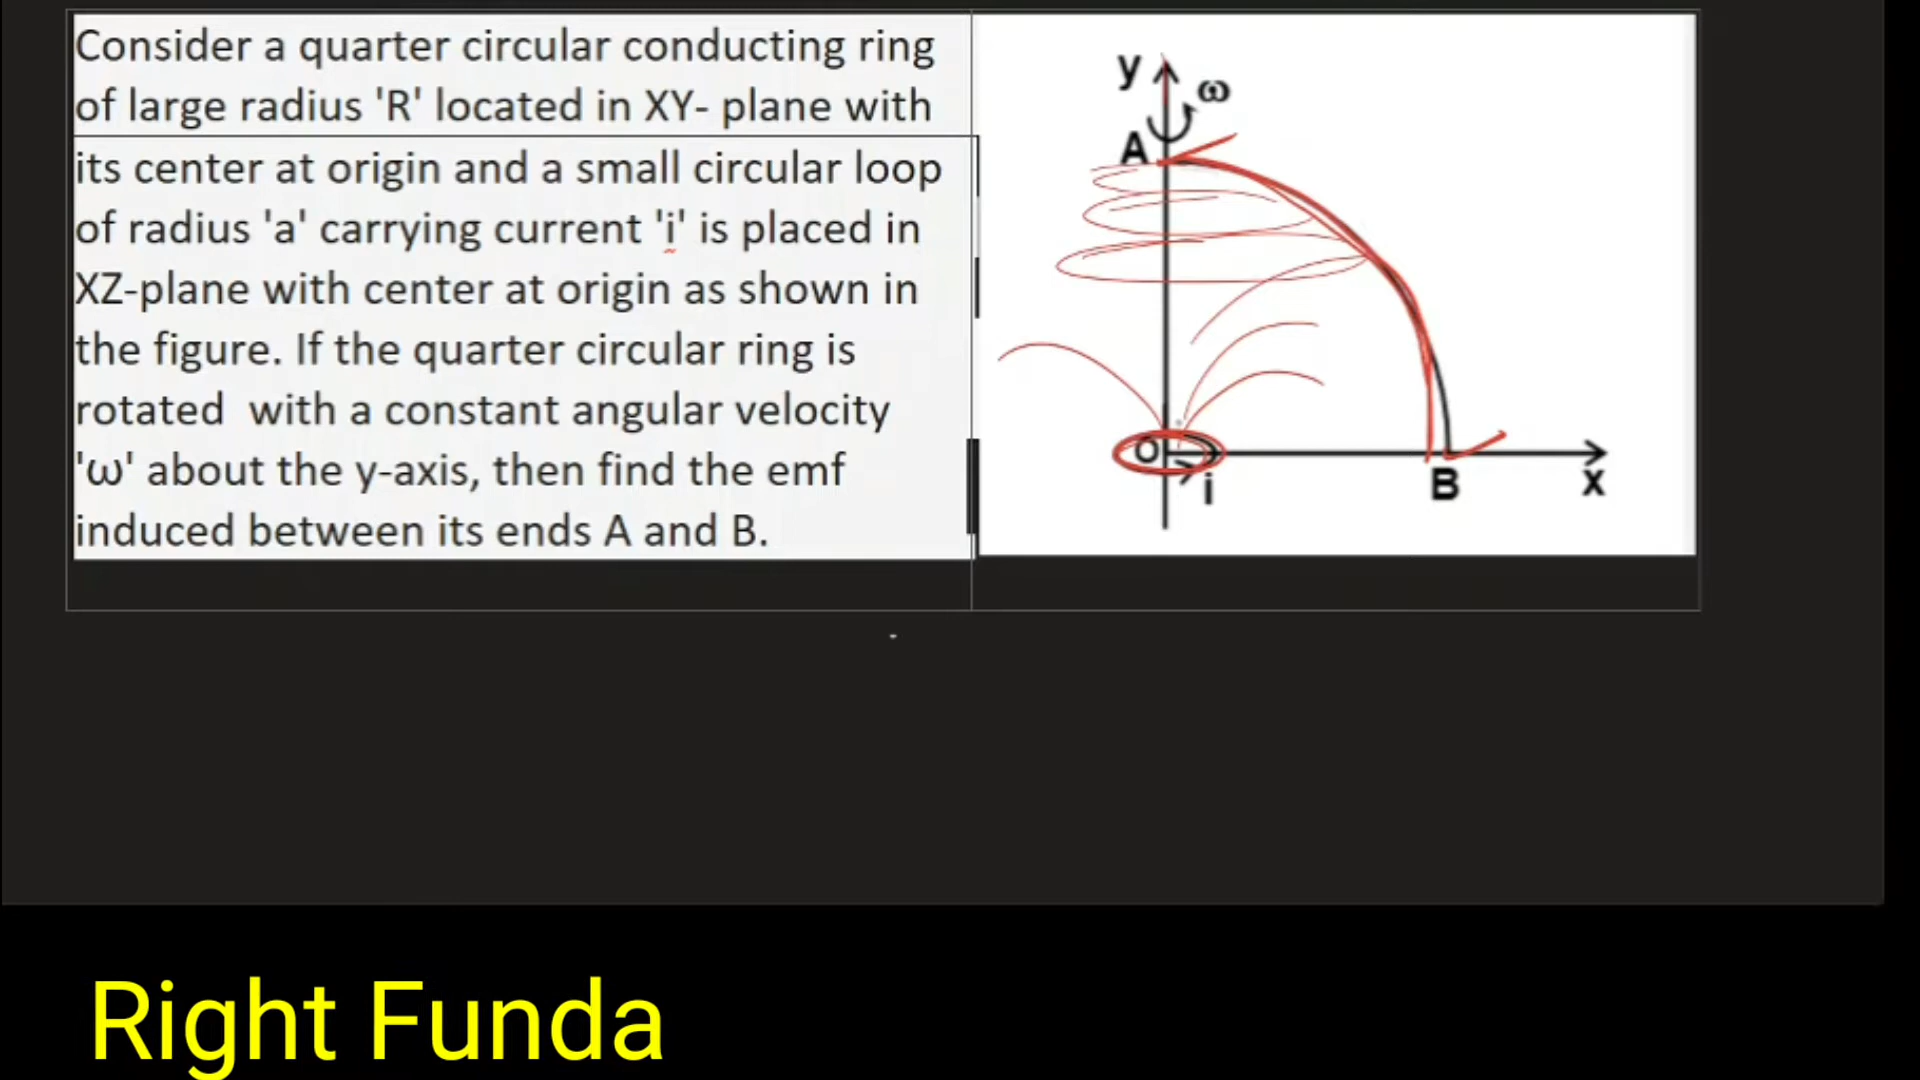 Consider a quarter circular conducting ring
of large radius 'R' located in XY- plane with
its center at origin and a small circular loop
of radius 'a' carrying current 'i' is placed in
XZ-plane with center at origin as shown in
the figure. If the quarter circular ring is
rotated with a constant angular velocity
'ω' about the y-axis, then find the emf
induced between its ends A and B.
y
ω
A
O
i
B
x
Right Funda